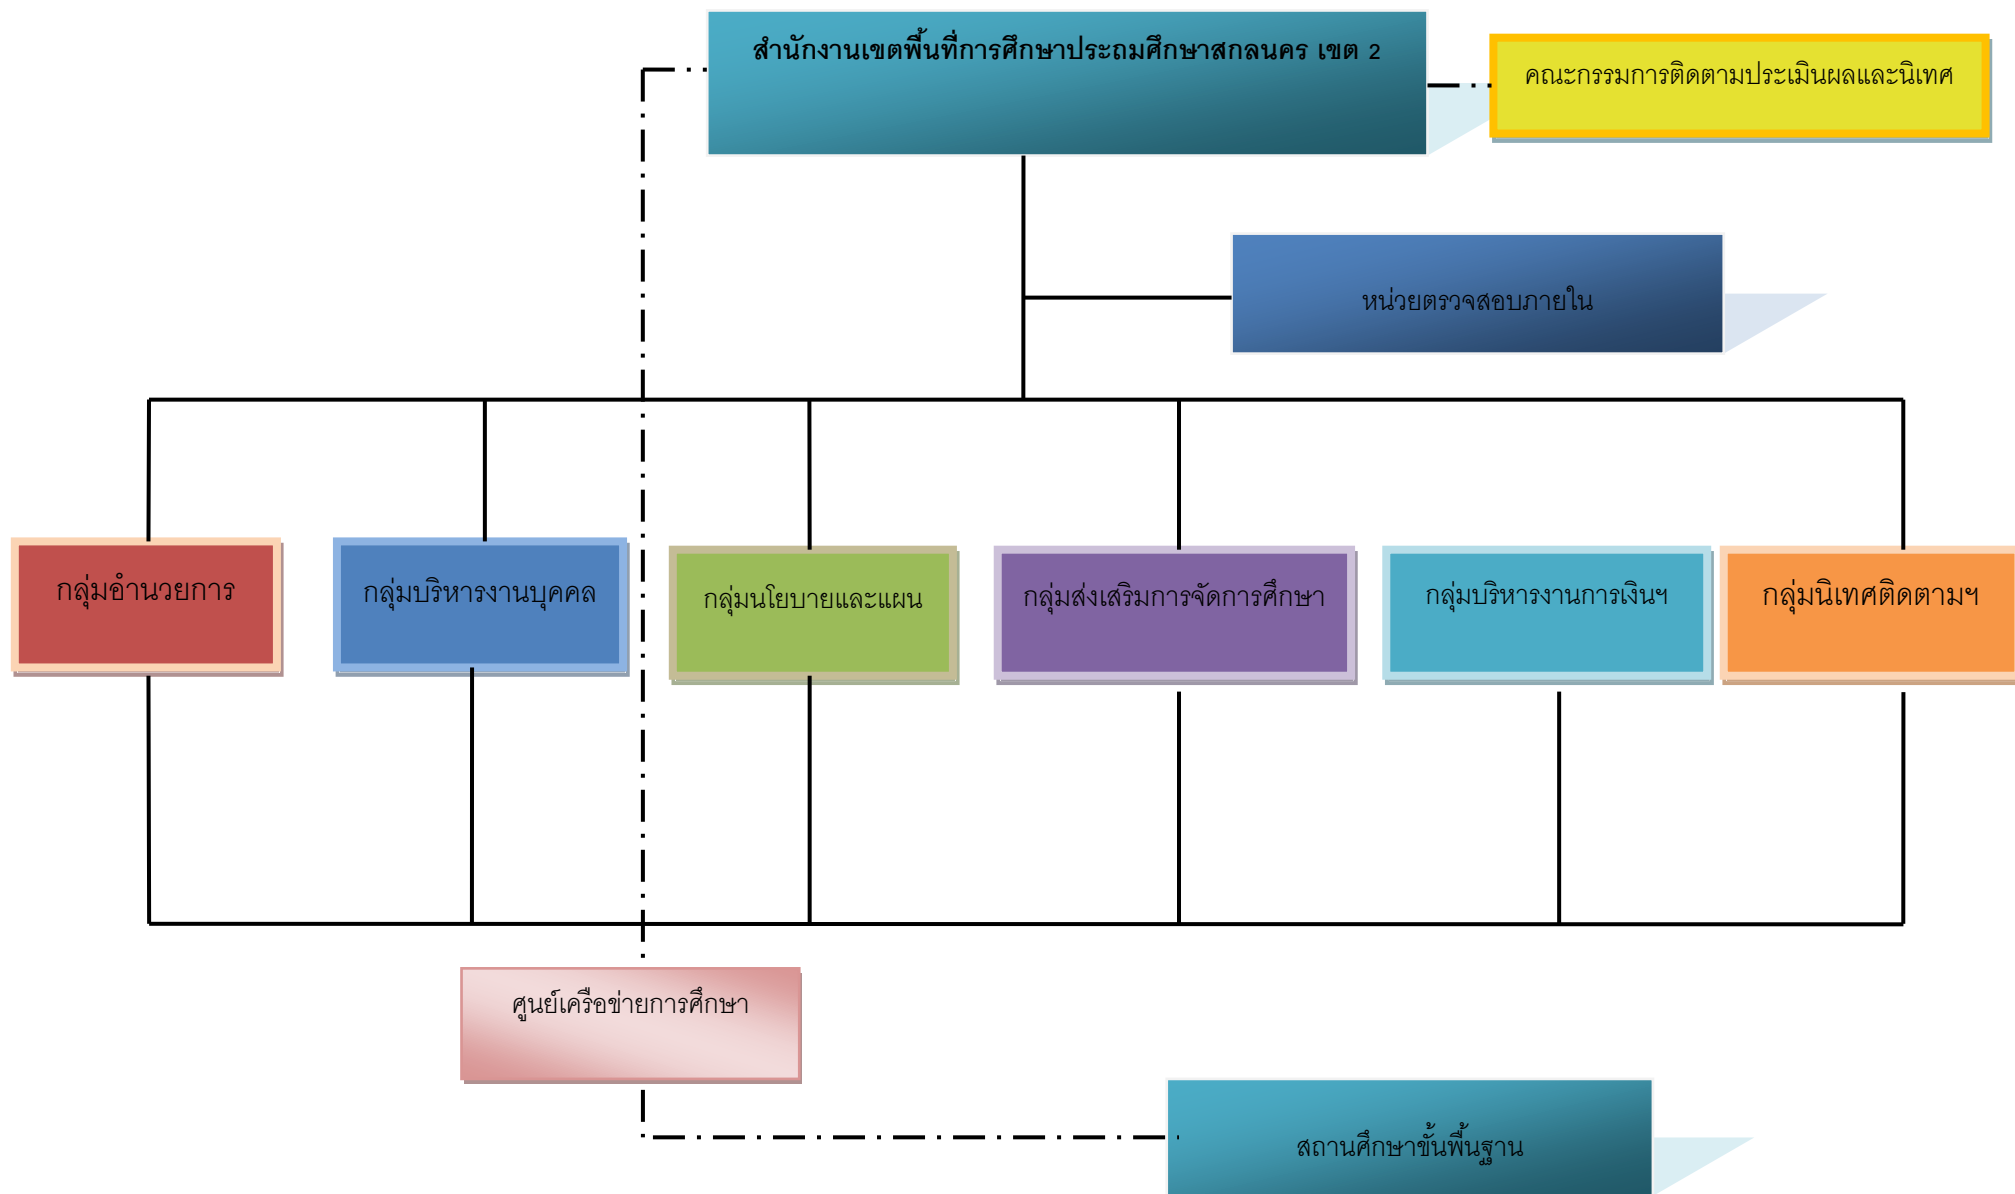 สำนักงานเขตพื้นที่การศึกษาประถมศึกษาสกลนคร เขต 2
คณะกรรมการติดตามประเมินผลและนิเทศ
หน่วยตรวจสอบภายใน
กลุ่มอำนวยการ
กลุ่มบริหารงานบุคคล
กลุ่มนโยบายและแผน
กลุ่มส่งเสริมการจัดการศึกษา
กลุ่มบริหารงานการเงินฯ
กลุ่มนิเทศติดตามฯ
ศูนย์เครือข่ายการศึกษา
สถานศึกษาขั้นพื้นฐาน